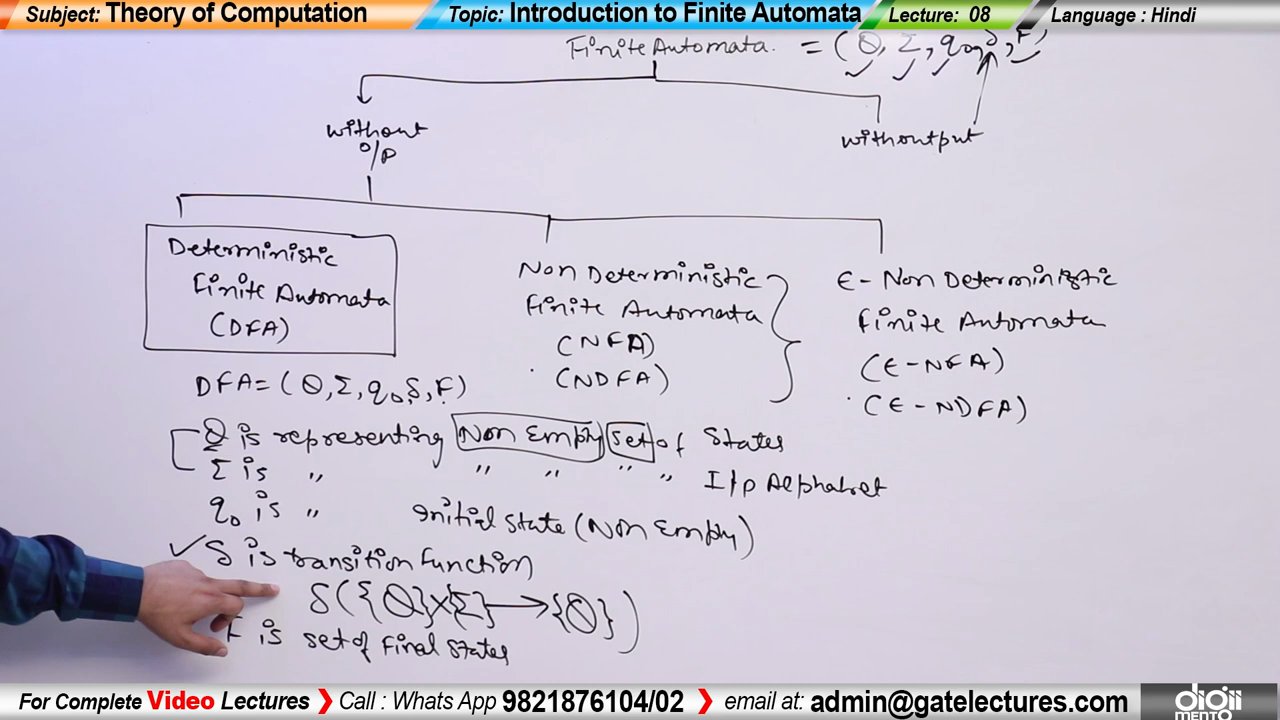 Subject: Theory of Computation
Topic: Introduction to Finite Automata
Lecture: 08
Language : Hindi
Finite Automata. = (Q, Σ, q0, δ, F)
without
O/P
withoutput
Deterministic
Finite Automata
(DFA)
Non Deterministic
Finite Automata
(NFA)
(NDFA)
ε- Non Deterministic
Finite Automata
(ε-NFA)
(ε-NDFA)
DFA= (Q, Σ, q0, δ, F)
Q is representing Non Empty Set of States
Σ is " " " " " I/p Alphabet
q0 is " Initial State (Non Empty)
✓ δ is transition function
δ({Q}×{Σ}→{Q})
F is set of Final States
For Complete Video Lectures ❯ Call : Whats App 9821876104/02 ❯ email at: admin@gatelectures.com
digii
MENTO